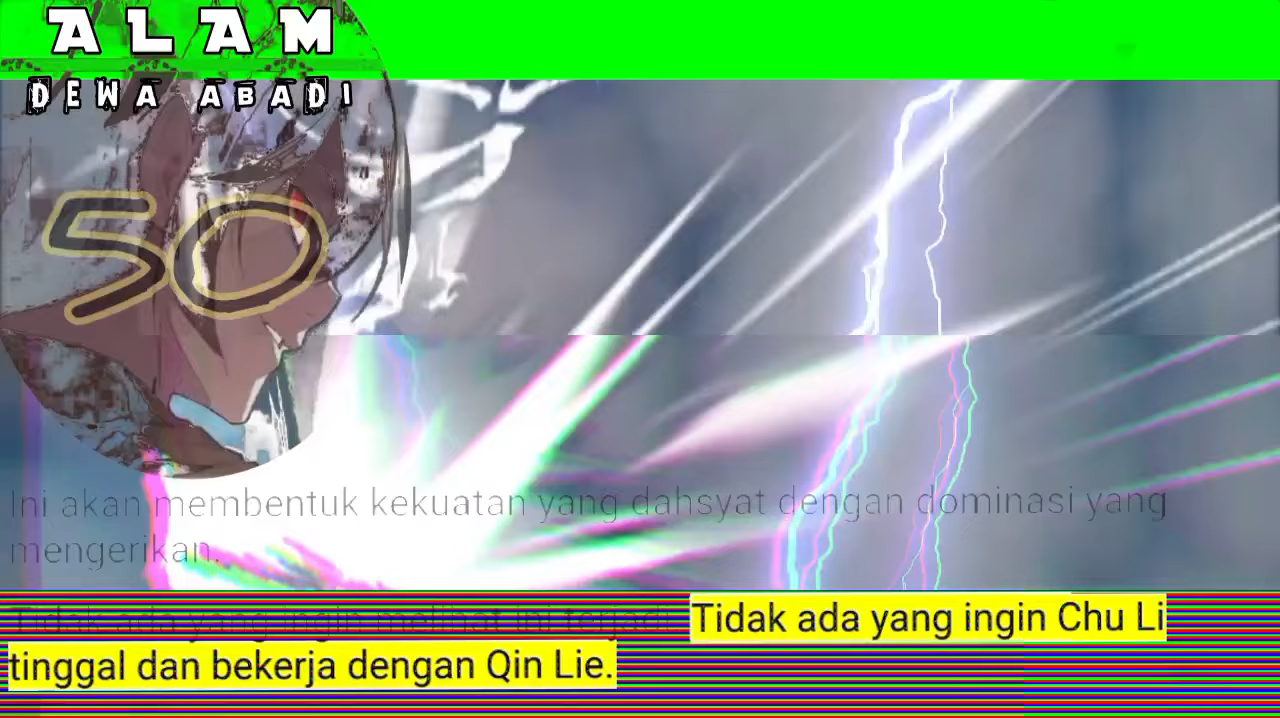 ALAM
DEWA ABADI
50
Ini akan membentuk kekuatan yang dahsyat dengan dominasi yang
mengerikan.
Tidak ada yang ingin melihat ini terjadi. Tidak ada yang ingin Chu Li
tinggal dan bekerja dengan Qin Lie.